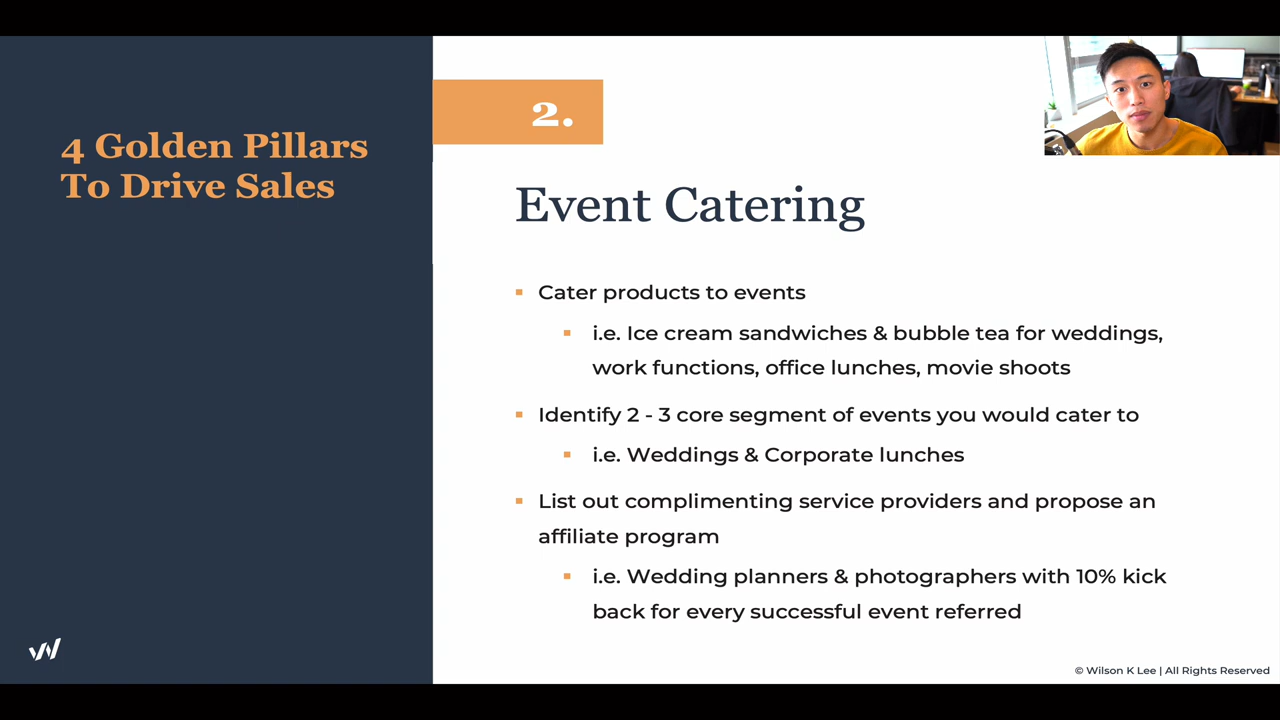 4 Golden Pillars
To Drive Sales
2.
Event Catering
▪ Cater products to events
▪ i.e. Ice cream sandwiches & bubble tea for weddings,
work functions, office lunches, movie shoots
▪ Identify 2 - 3 core segment of events you would cater to
▪ i.e. Weddings & Corporate lunches
▪ List out complimenting service providers and propose an
affiliate program
▪ i.e. Wedding planners & photographers with 10% kick
back for every successful event referred
© Wilson K Lee | All Rights Reserved